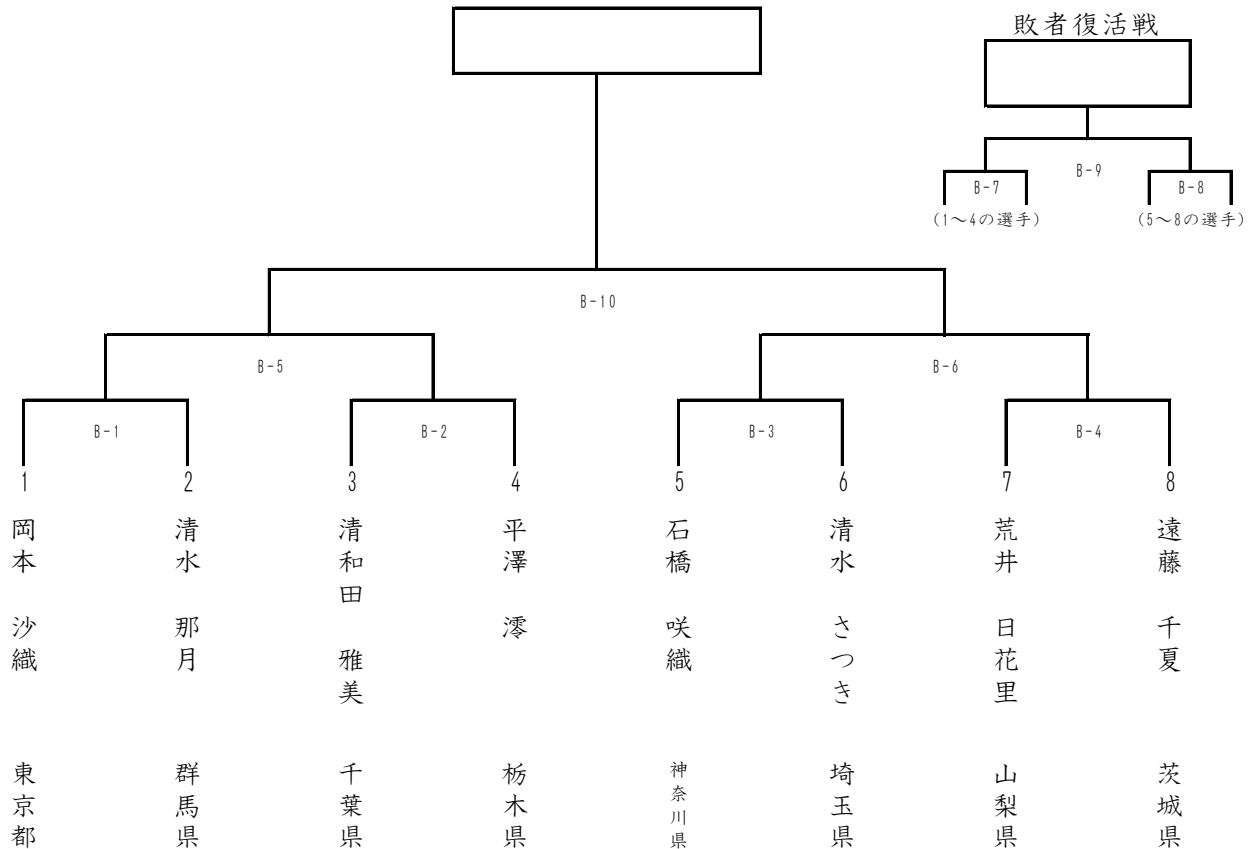 敗者復活戦
B-9
B-7
B-8
(1～4の選手)
(5～8の選手)
B-10
B-5
B-6
B-1
B-2
B-3
B-4
1
岡本 沙織
東京都
2
清水 那月
群馬県
3
清和田 雅美
千葉県
4
平澤 澪
栃木県
5
石橋 咲織
神奈川県
6
清水 さつき
埼玉県
7
荒井 日花里
山梨県
8
遠藤 千夏
茨城県